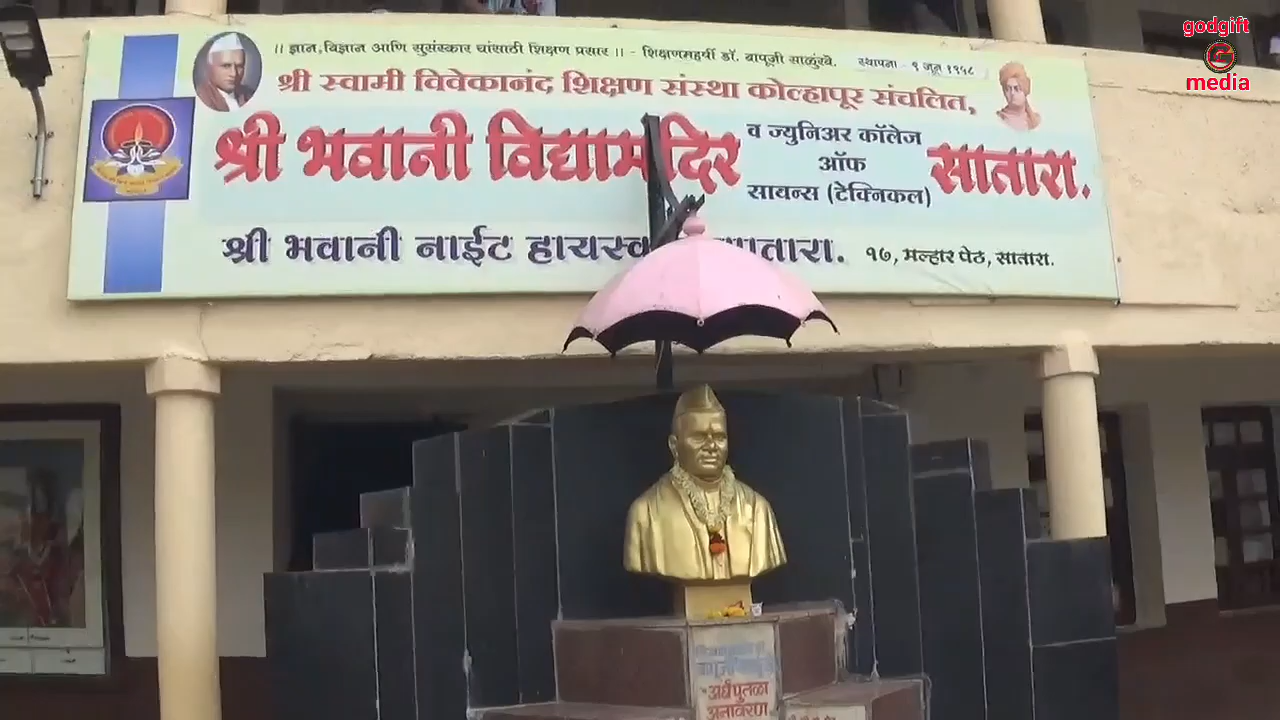 godgift
G
media
।। ज्ञान,विज्ञान आणि सुसंस्कार यांसाठी शिक्षण प्रसार ।। - शिक्षणमहर्षी डॉ. बापूजी साळुंखे.
स्थापना - ९ जून १९५८
श्री स्वामी विवेकानंद शिक्षण संस्था कोल्हापूर संचलित,
श्री भवानी विद्यामंदिर व ज्युनिअर कॉलेज ऑफ सायन्स (टेक्निकल) सातारा.
श्री भवानी नाईट हायस्कू सातारा. १७, मल्हार पेठ, सातारा.
अर्धपुतळा
अनावरण